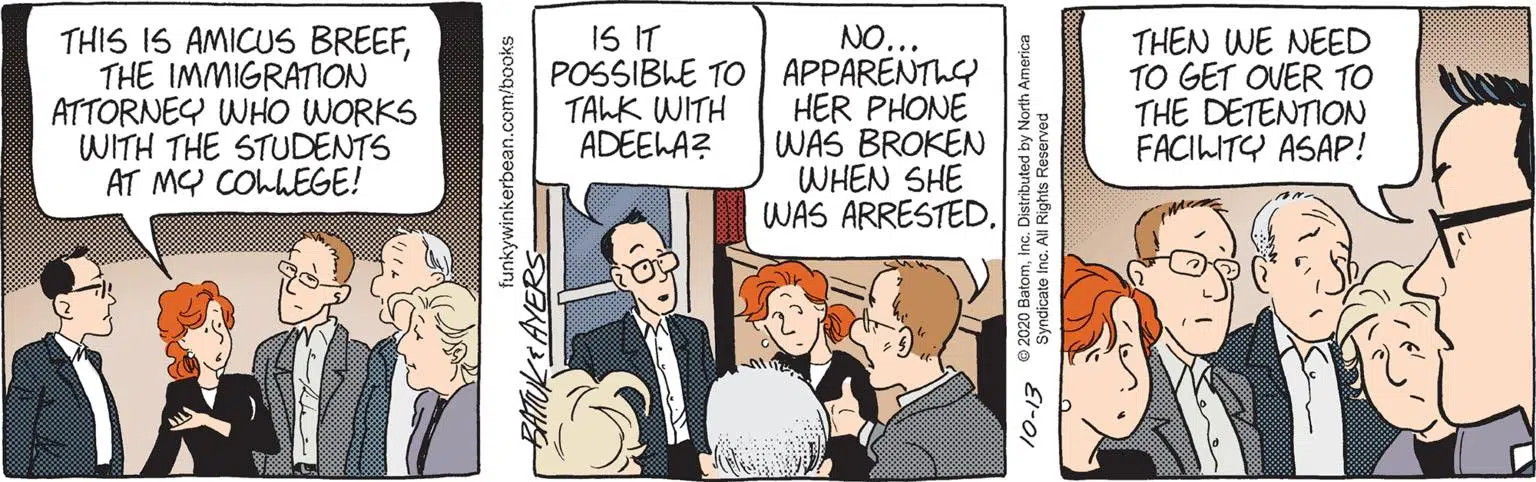 THIS IS AMICUS BREEF,
THE IMMIGRATION
ATTORNEY WHO WORKS
WITH THE STUDENTS
AT MY COLLEGE!
funkywinkerbean.com/books
BATIUK & AYERS
IS IT
POSSIBLE TO
TALK WITH
ADEELA?
NO...
APPARENTLY
HER PHONE
WAS BROKEN
WHEN SHE
WAS ARRESTED.
© 2020 Batom, Inc. Distributed by North America
Syndicate Inc. All Rights Reserved
10-13
THEN WE NEED
TO GET OVER TO
THE DETENTION
FACILITY ASAP!